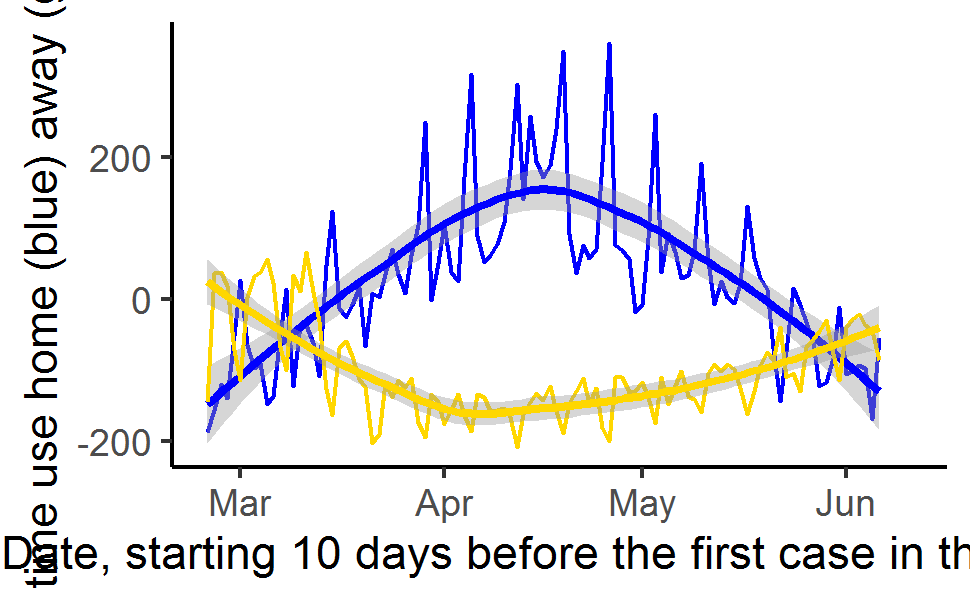 time use home (blue) away (
200
0
-200
Mar Apr May Jun
Date, starting 10 days before the first case in th